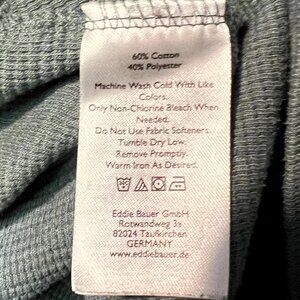 60% Cotton
40% Polyester
Machine Wash Cold With Like
Colors.
Only Non-Chlorine Bleach When
Needed.
Do Not Use Fabric Softeners.
Tumble Dry Low.
Remove Promptly.
Warm Iron As Desired.
Eddie Bauer GmbH
Rotwandweg 3a
82024 Taufkirchen
GERMANY
www.eddiebauer.de